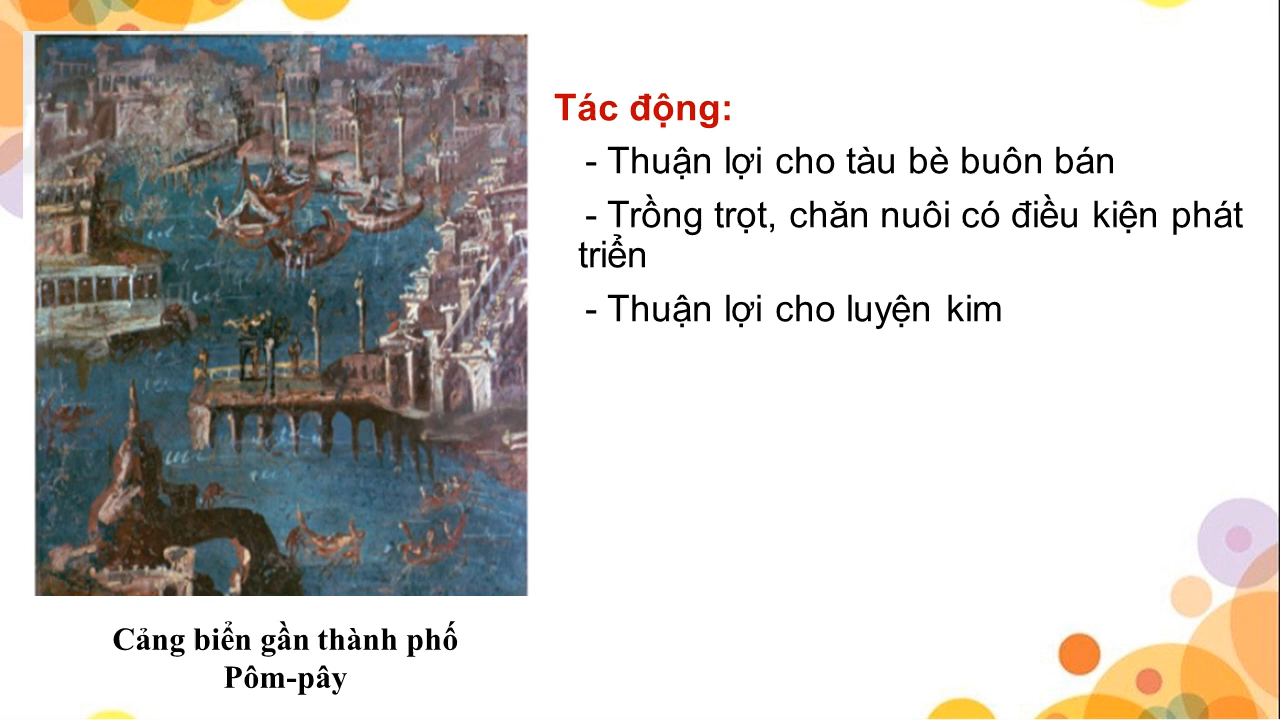 Tác động:
- Thuận lợi cho tàu bè buôn bán
- Trồng trọt, chăn nuôi có điều kiện phát
triển
- Thuận lợi cho luyện kim
Cảng biển gần thành phố
Pôm-pây